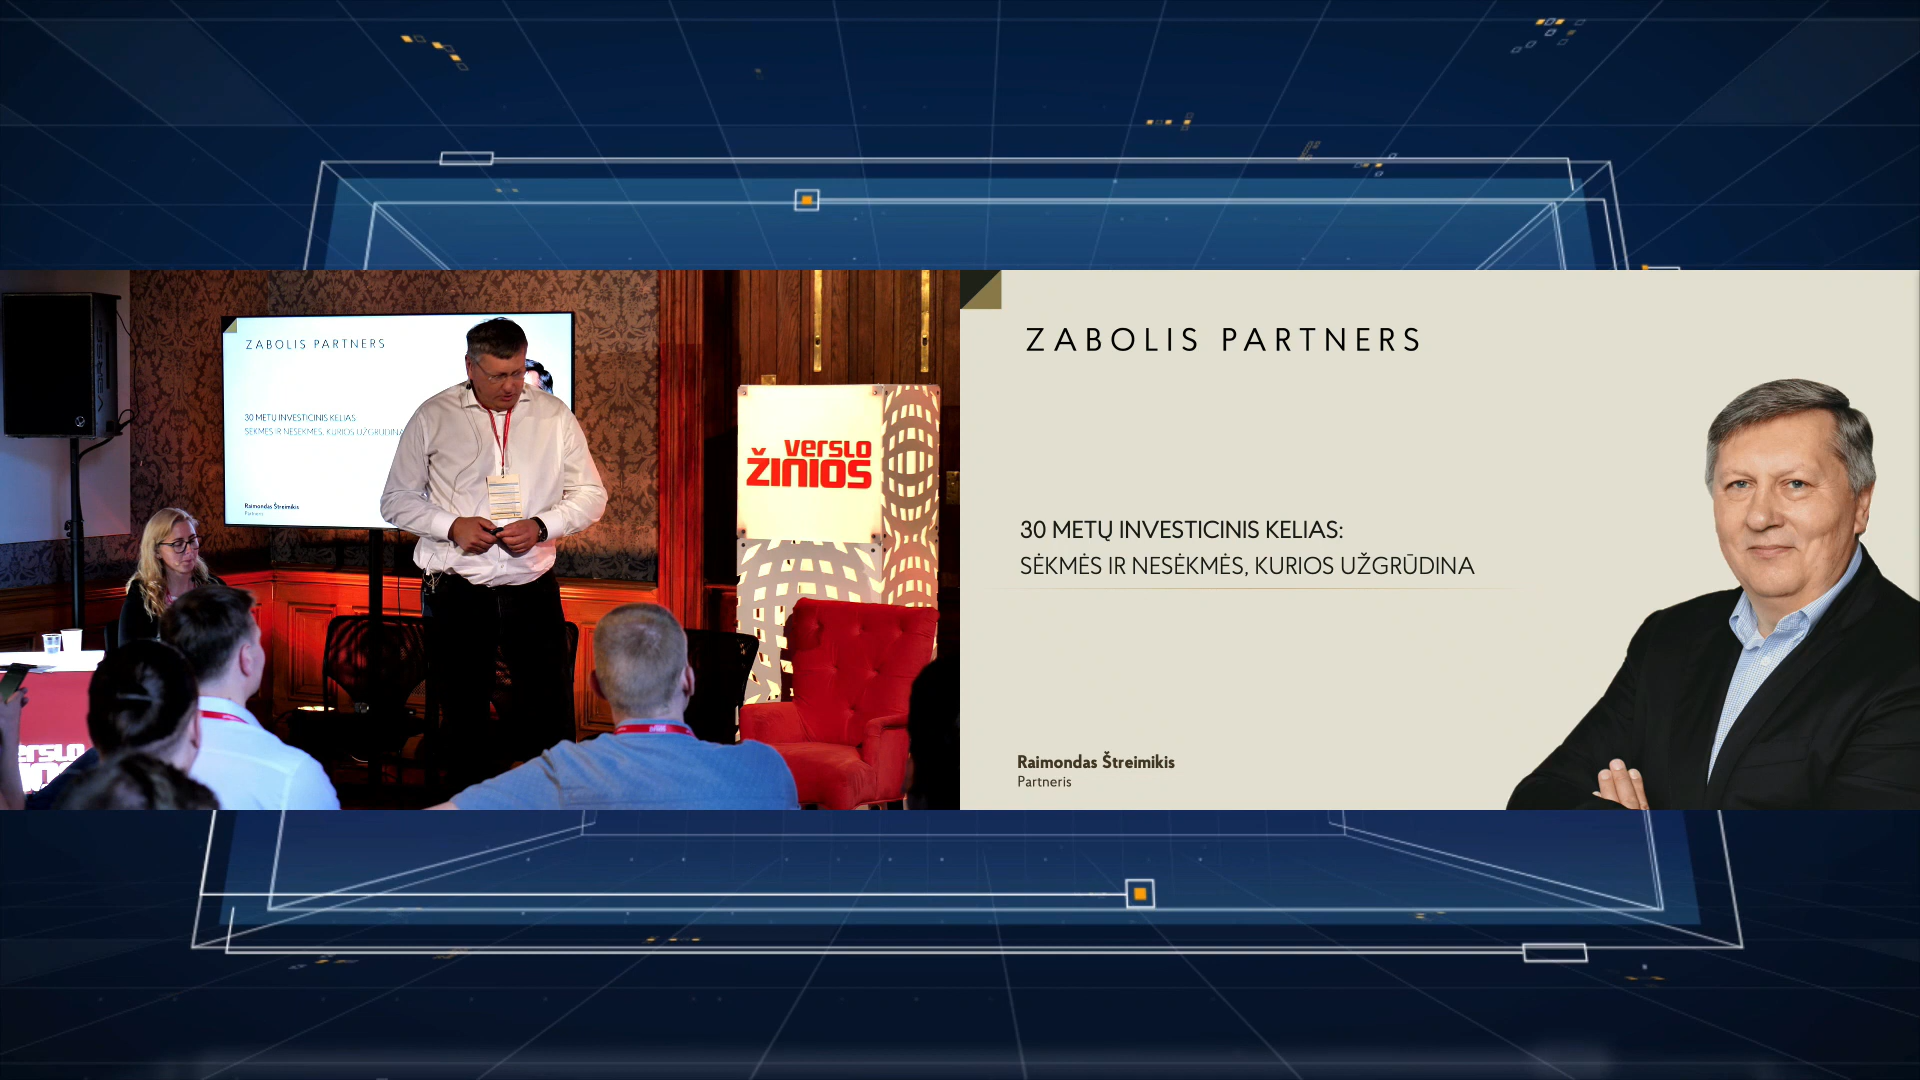 ZABOLIS PARTNERS
30 METŲ INVESTICINIS KELIAS:
SĖKMĖS IR NESĖKMĖS, KURIOS UŽGRŪDINA
Raimondas Štreimikis
Partneris
verslo
žinios
ZABOLIS PARTNERS
30 METŲ INVESTICINIS KELIAS:
SĖKMĖS IR NESĖKMĖS, KURIOS UŽGRŪDINA
Raimondas Štreimikis
Partneris